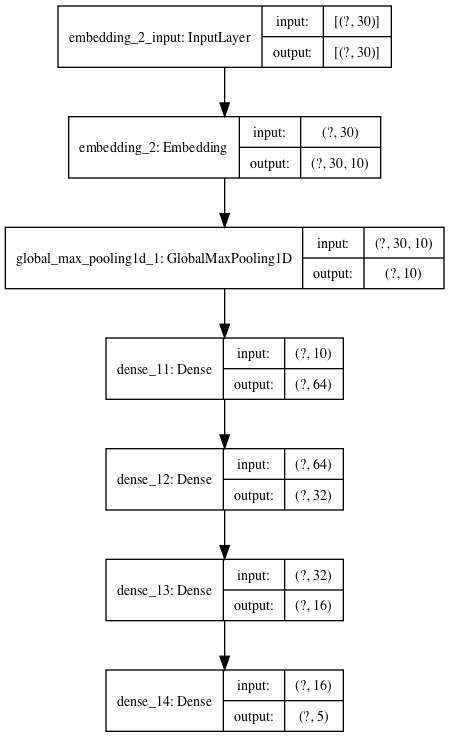 embedding_2_input: InputLayer
input: [(?, 30)]
output: [(?, 30)]
embedding_2: Embedding
input: (?, 30)
output: (?, 30, 10)
global_max_pooling1d_1: GlobalMaxPooling1D
input: (?, 30, 10)
output: (?, 10)
dense_11: Dense
input: (?, 10)
output: (?, 64)
dense_12: Dense
input: (?, 64)
output: (?, 32)
dense_13: Dense
input: (?, 32)
output: (?, 16)
dense_14: Dense
input: (?, 16)
output: (?, 5)